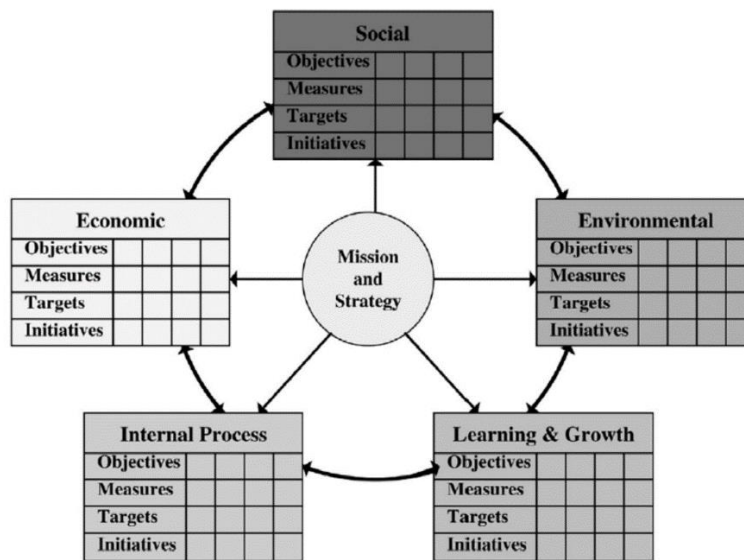 Social
Objectives
Measures
Targets
Initiatives
Economic
Objectives
Measures
Targets
Initiatives
Mission
and
Strategy
Environmental
Objectives
Measures
Targets
Initiatives
Internal Process
Objectives
Measures
Targets
Initiatives
Learning & Growth
Objectives
Measures
Targets
Initiatives